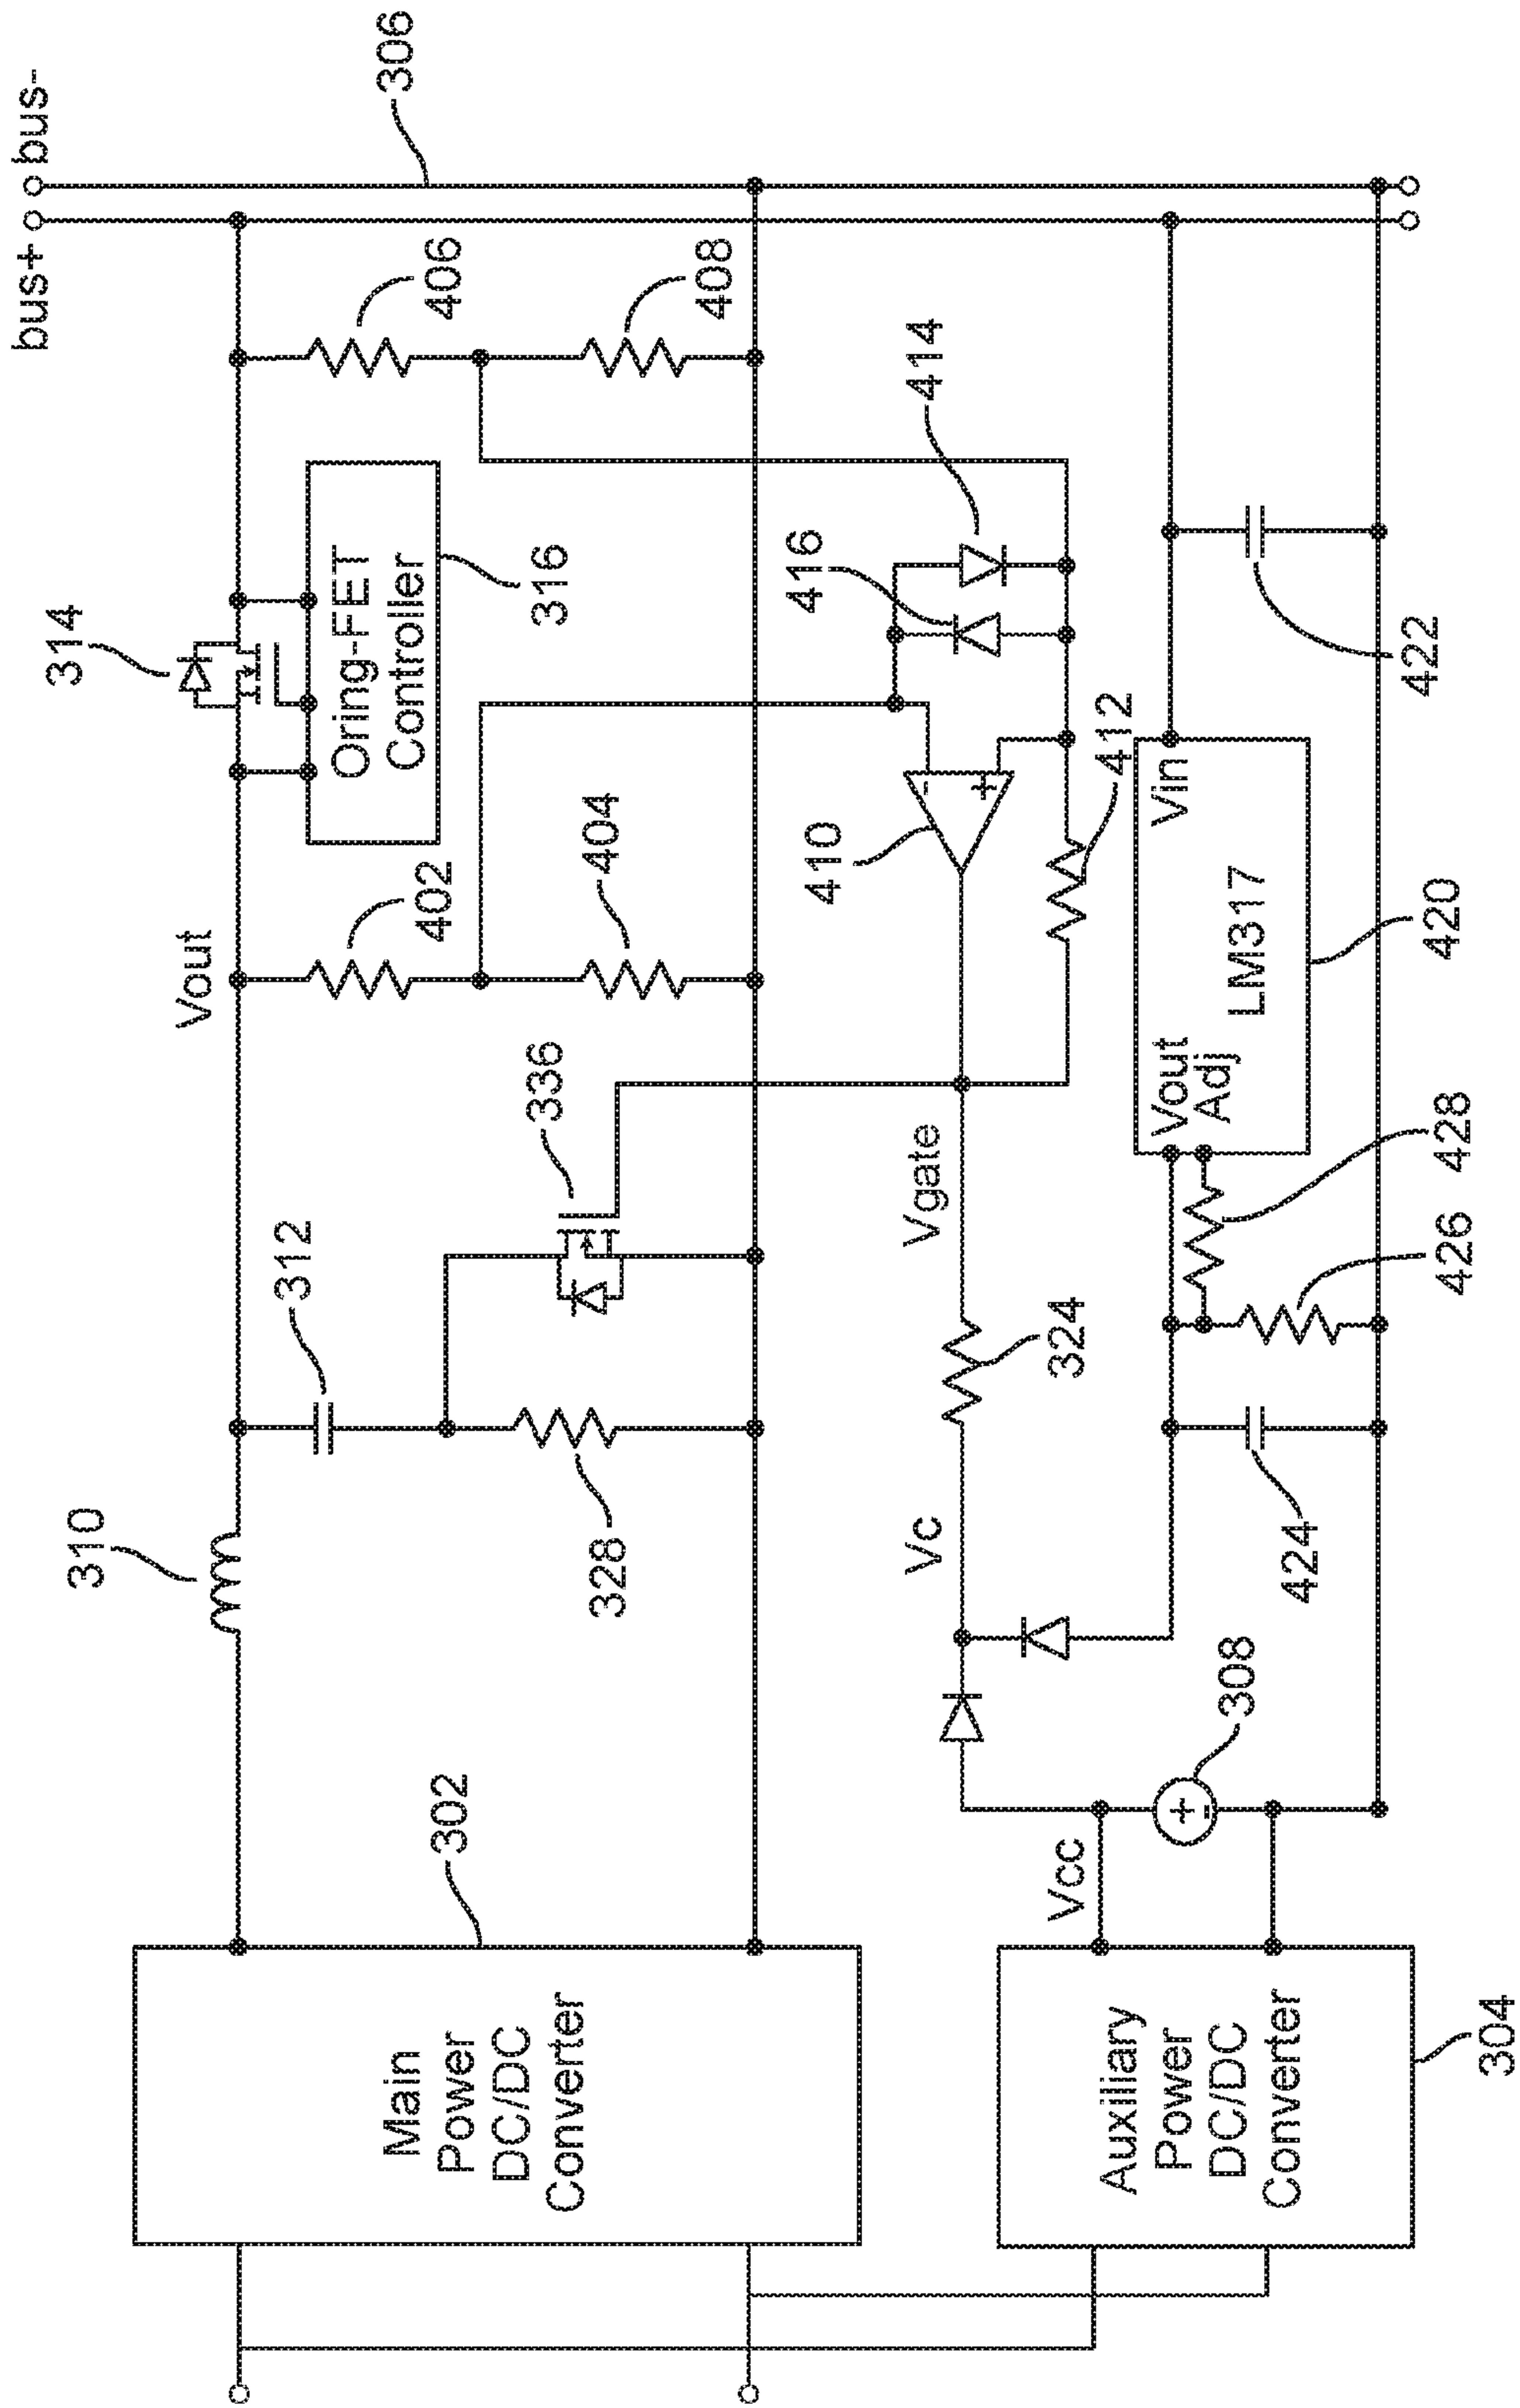 bus+
bus-
306
314
Vout
406
408
Oring-FET
Controller
316
402
404
414
416
410
412
310
312
336
328
302
Main
Power
DC/DC
Converter
Vgate
324
Vc
Vin
LM317
Vout
Adj
420
422
428
426
424
308
Vcc
Auxiliary
Power
DC/DC
Converter
304